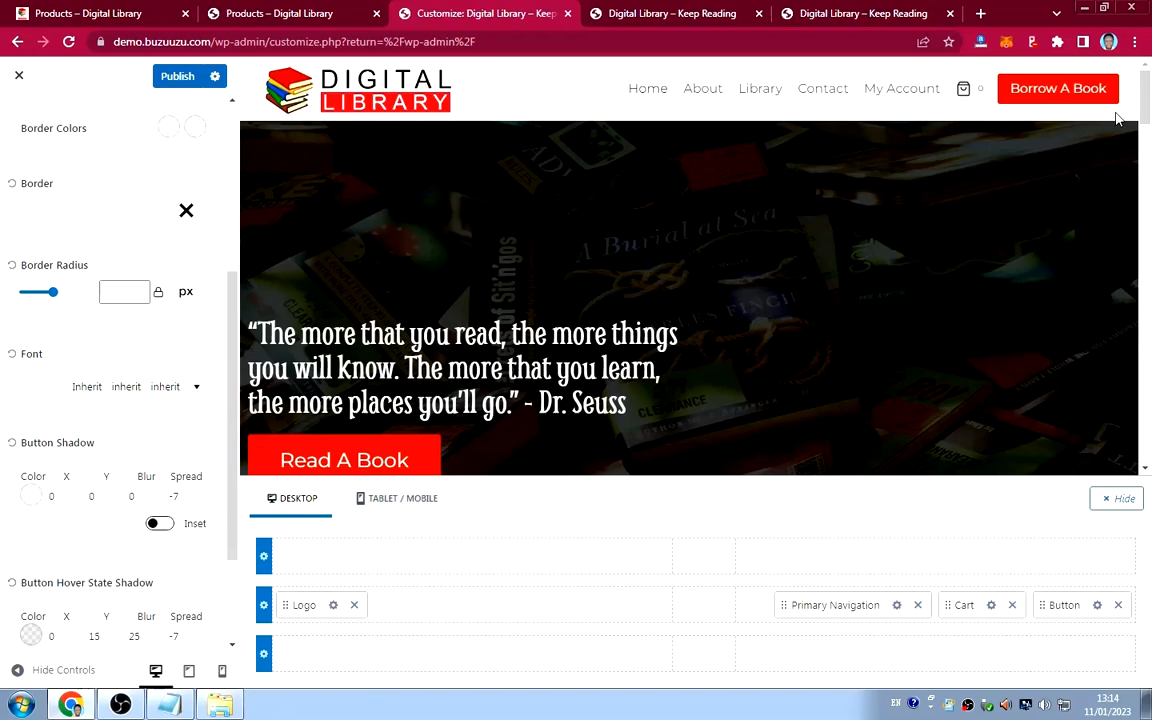 Products – Digital Library
Products – Digital Library
Customize: Digital Library – Keep
Digital Library – Keep Reading
Digital Library – Keep Reading
demo.buzuuzu.com/wp-admin/customize.php?return=%2Fwp-admin%2F
Publish
Border Colors
Border
Border Radius
px
Font
Inherit inherit inherit
Button Shadow
Color X Y Blur Spread
0 0 0 -7
Inset
Button Hover State Shadow
Color X Y Blur Spread
0 15 25 -7
Hide Controls
DIGITAL
LIBRARY
Home About Library Contact My Account 0 Borrow A Book
“The more that you read, the more things
you will know. The more that you learn,
the more places you’ll go.” - Dr. Seuss
Read A Book
DESKTOP TABLET / MOBILE
Hide
Logo Primary Navigation Cart Button
EN
13:14
11/01/2023